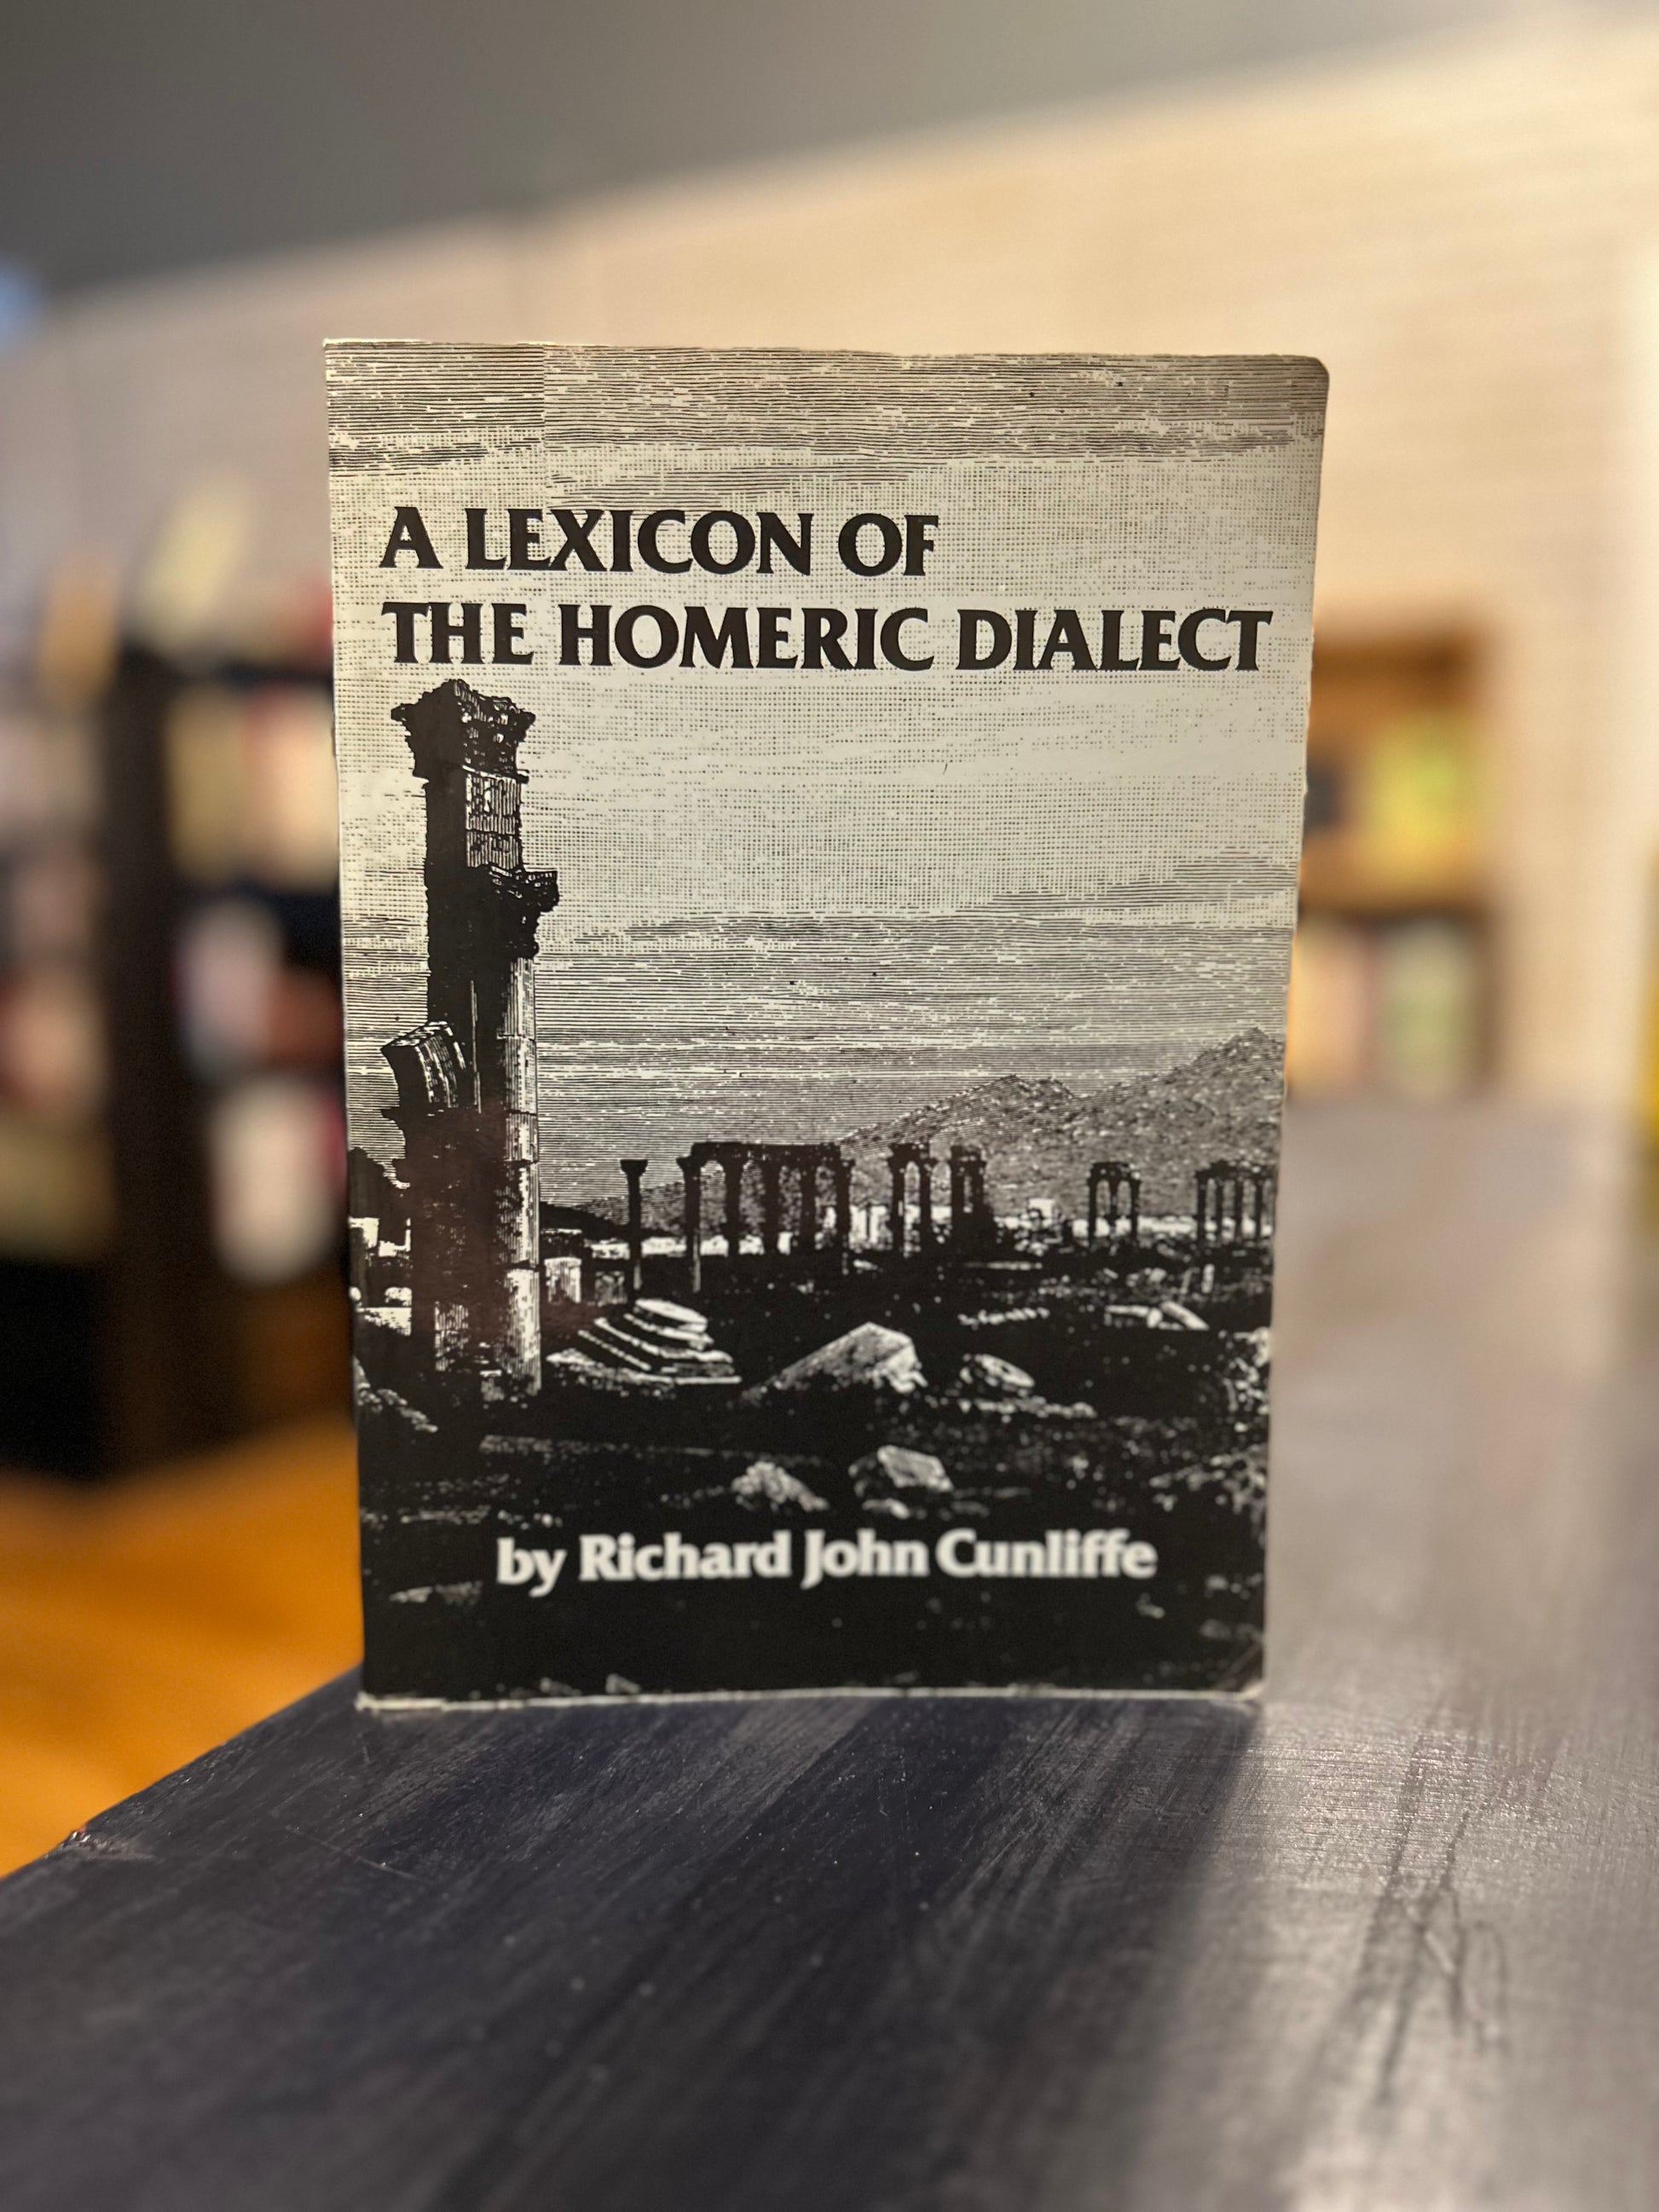 A LEXICON OF
THE HOMERIC DIALECT
by Richard John Cunliffe